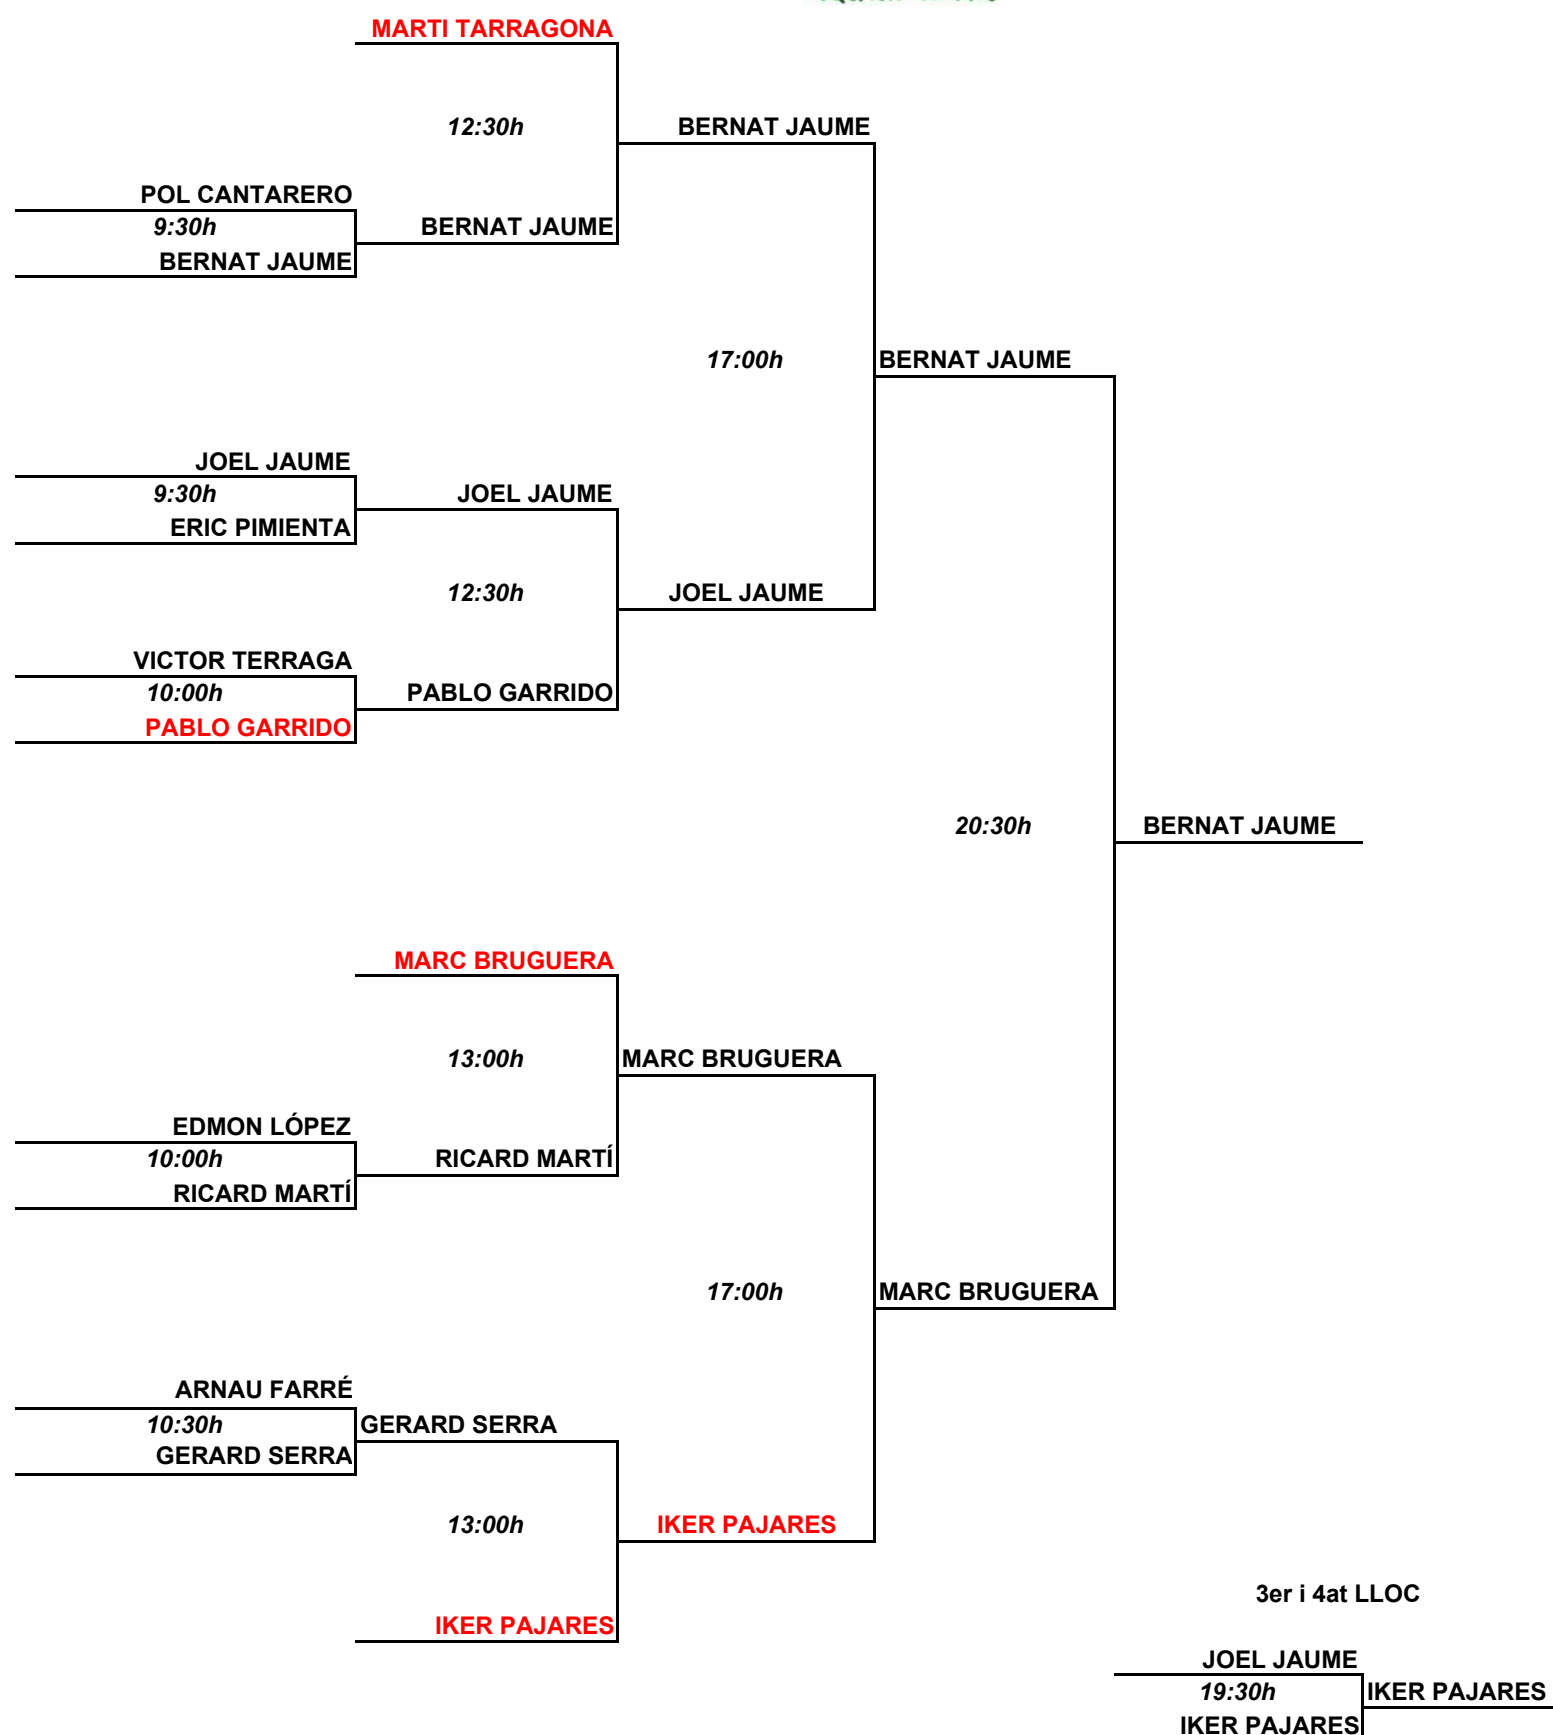 MARTI TARRAGONA
12:30h
BERNAT JAUME
POL CANTARERO
9:30h
BERNAT JAUME
BERNAT JAUME
17:00h
BERNAT JAUME
JOEL JAUME
9:30h
JOEL JAUME
ERIC PIMIENTA
12:30h
JOEL JAUME
VICTOR TERRAGA
10:00h
PABLO GARRIDO
PABLO GARRIDO
20:30h
BERNAT JAUME
MARC BRUGUERA
13:00h
MARC BRUGUERA
EDMON LÓPEZ
10:00h
RICARD MARTÍ
RICARD MARTÍ
17:00h
MARC BRUGUERA
ARNAU FARRÉ
10:30h
GERARD SERRA
GERARD SERRA
13:00h
IKER PAJARES
3er i 4at LLOC
IKER PAJARES
JOEL JAUME
19:30h
IKER PAJARES
IKER PAJARES